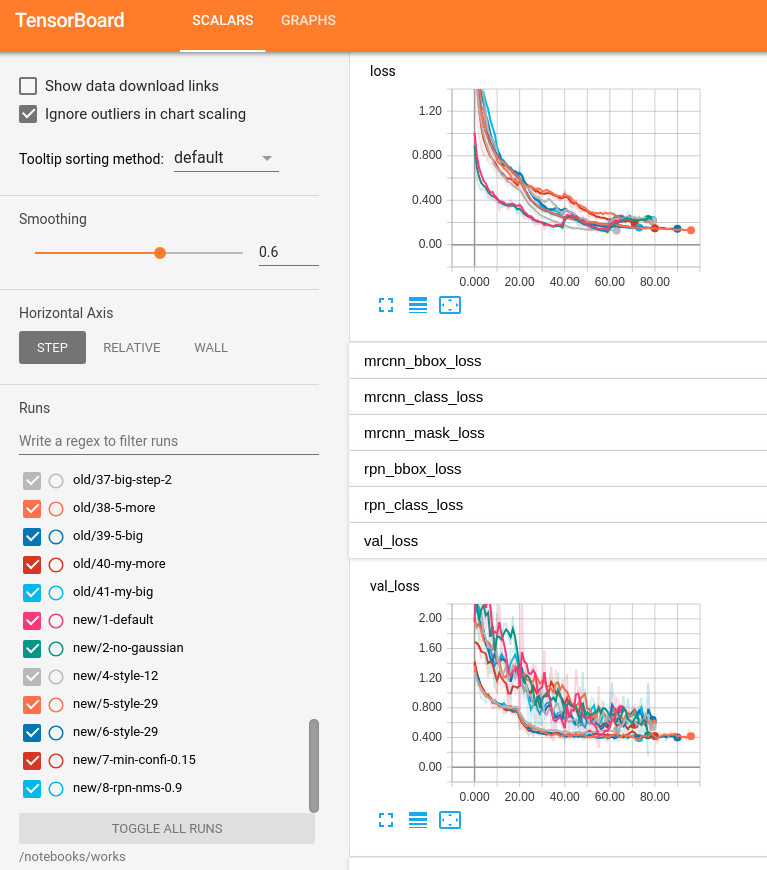 TensorBoard
SCALARS
GRAPHS
Show data download links
Ignore outliers in chart scaling
Tooltip sorting method:
default
Smoothing
0.6
Horizontal Axis
STEP
RELATIVE
WALL
Runs
Write a regex to filter runs
old/37-big-step-2
old/38-5-more
old/39-5-big
old/40-my-more
old/41-my-big
new/1-default
new/2-no-gaussian
new/4-style-12
new/5-style-29
new/6-style-29
new/7-min-confi-0.15
new/8-rpn-nms-0.9
TOGGLE ALL RUNS
/notebooks/works
loss
1.20
0.800
0.400
0.00
0.000 20.00 40.00 60.00 80.00
mrcnn_bbox_loss
mrcnn_class_loss
mrcnn_mask_loss
rpn_bbox_loss
rpn_class_loss
val_loss
val_loss
2.00
1.60
1.20
0.800
0.400
0.00
0.000 20.00 40.00 60.00 80.00